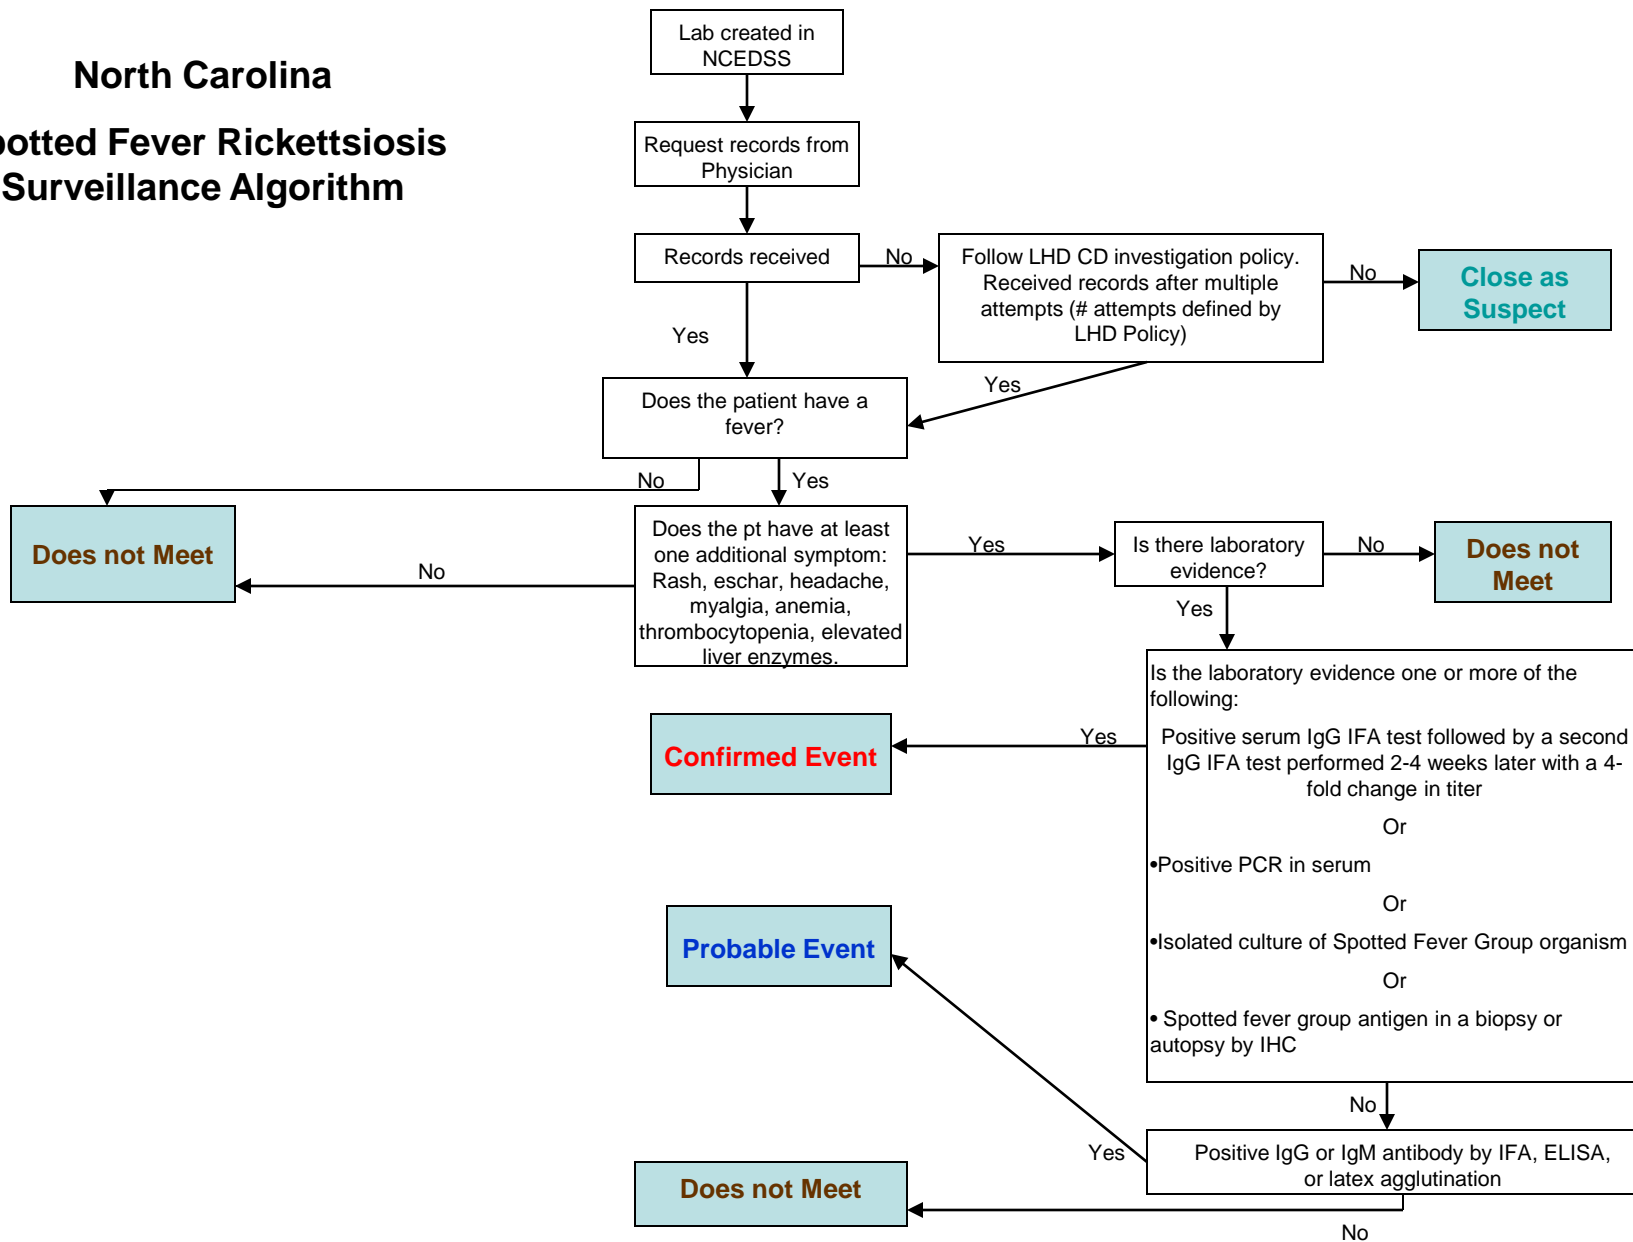 North Carolina
potted Fever Rickettsiosis
Surveillance Algorithm
Lab created in
NCEDSS
Request records from
Physician
Records received
No
Follow LHD CD investigation policy.
Received records after multiple
attempts (# attempts defined by
LHD Policy)
No
Close as
Suspect
Yes
Yes
Does the patient have a
fever?
No
Yes
Does not Meet
No
Does the pt have at least
one additional symptom:
Rash, eschar, headache,
myalgia, anemia,
thrombocytopenia, elevated
liver enzymes.
Yes
Is there laboratory
evidence?
No
Does not
Meet
Yes
Is the laboratory evidence one or more of the
following:
Positive serum IgG IFA test followed by a second
IgG IFA test performed 2-4 weeks later with a 4-
fold change in titer
Or
•Positive PCR in serum
Or
•Isolated culture of Spotted Fever Group organism
Or
• Spotted fever group antigen in a biopsy or
autopsy by IHC
Yes
Confirmed Event
Probable Event
No
Yes
Positive IgG or IgM antibody by IFA, ELISA,
or latex agglutination
Does not Meet
No